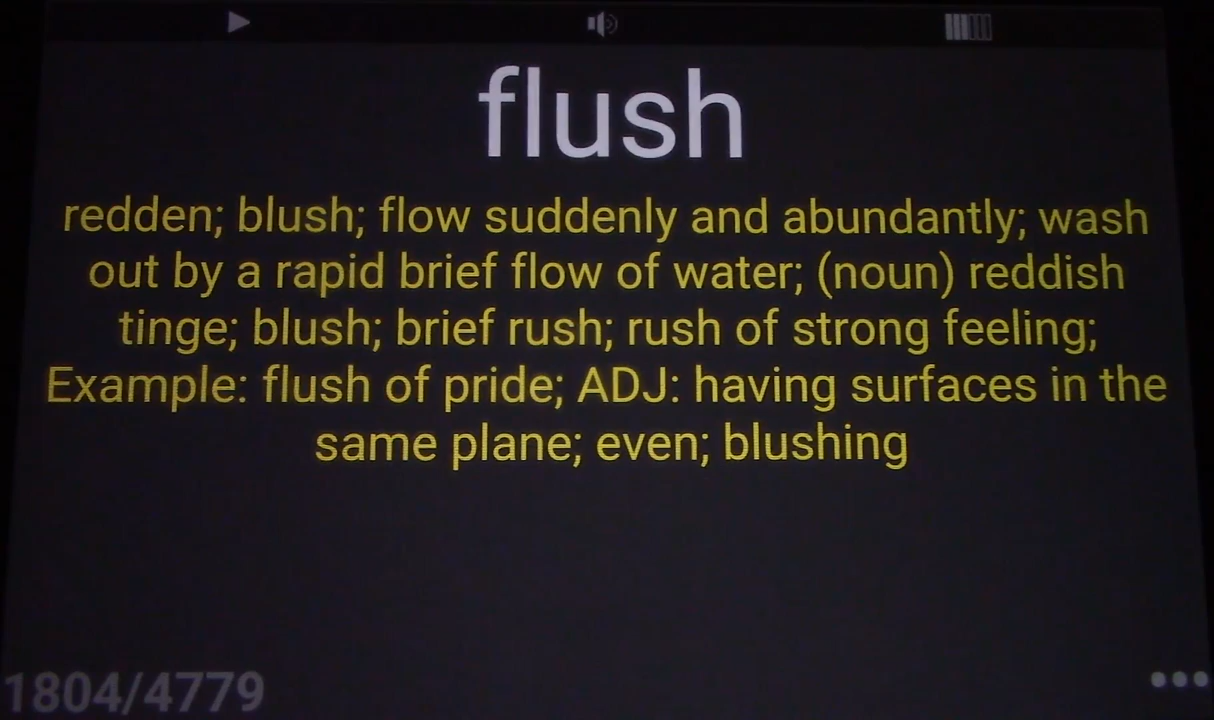 flush
redden; blush; flow suddenly and abundantly; wash
out by a rapid brief flow of water; (noun) reddish
tinge; blush; brief rush; rush of strong feeling;
Example: flush of pride; ADJ: having surfaces in the
same plane; even; blushing
1804/4779